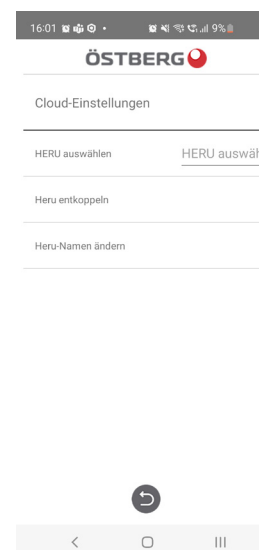 16:01 9%
ÖSTBERG
Cloud-Einstellungen
HERU auswählen HERU auswäh
Heru entkoppeln
Heru-Namen ändern